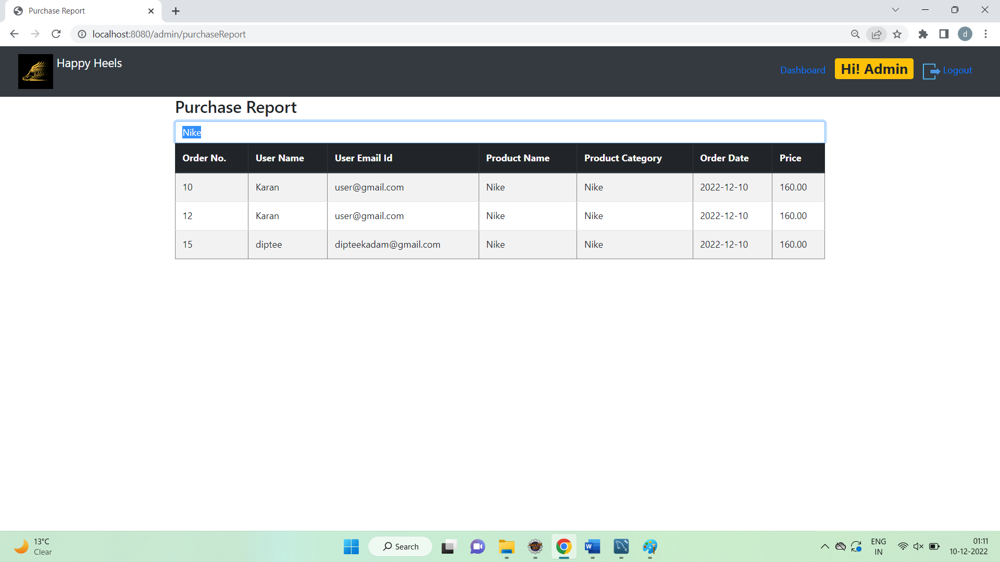 Purchase Report
localhost:8080/admin/purchaseReport
d
Happy Heels
Dashboard
Hi! Admin
Logout
Purchase Report
Nike
Order No. User Name User Email Id Product Name Product Category Order Date Price
10 Karan user@gmail.com Nike Nike 2022-12-10 160.00
12 Karan user@gmail.com Nike Nike 2022-12-10 160.00
15 diptee dipteekadam@gmail.com Nike Nike 2022-12-10 160.00
13°C
Clear
Search
W
ENG
IN
01:11
10-12-2022